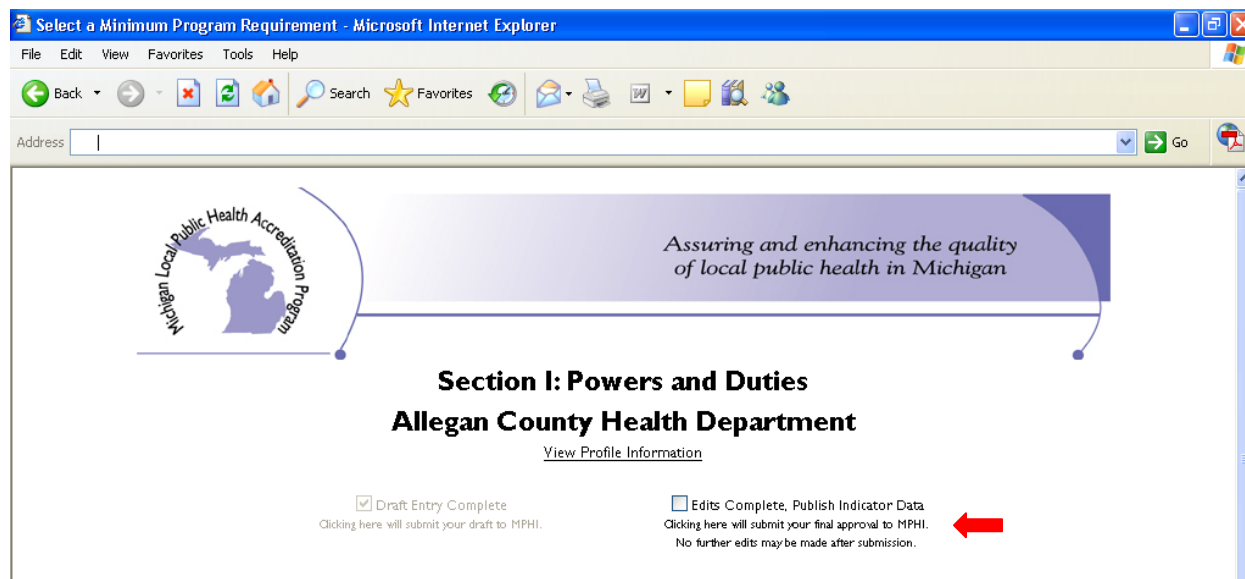 Select a Minimum Program Requirement - Microsoft Internet Explorer
File Edit View Favorites Tools Help
Back Search Favorites W
Address Go
Michigan Local Public Health Accreditation Program
Assuring and enhancing the quality
of local public health in Michigan
Section I: Powers and Duties
Allegan County Health Department
View Profile Information
Draft Entry Complete Edits Complete, Publish Indicator Data
Clicking here will submit your draft to MPHI. Clicking here will submit your final approval to MPHI.
No further edits may be made after submission.